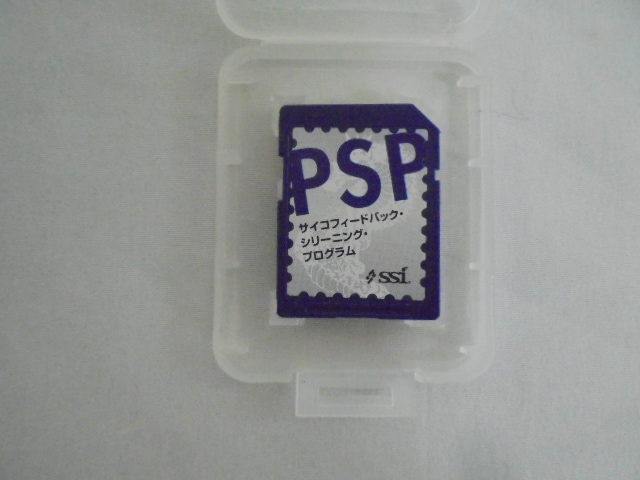 PSP
サイコフィードバック・
シリーニング・
プログラム
ssi